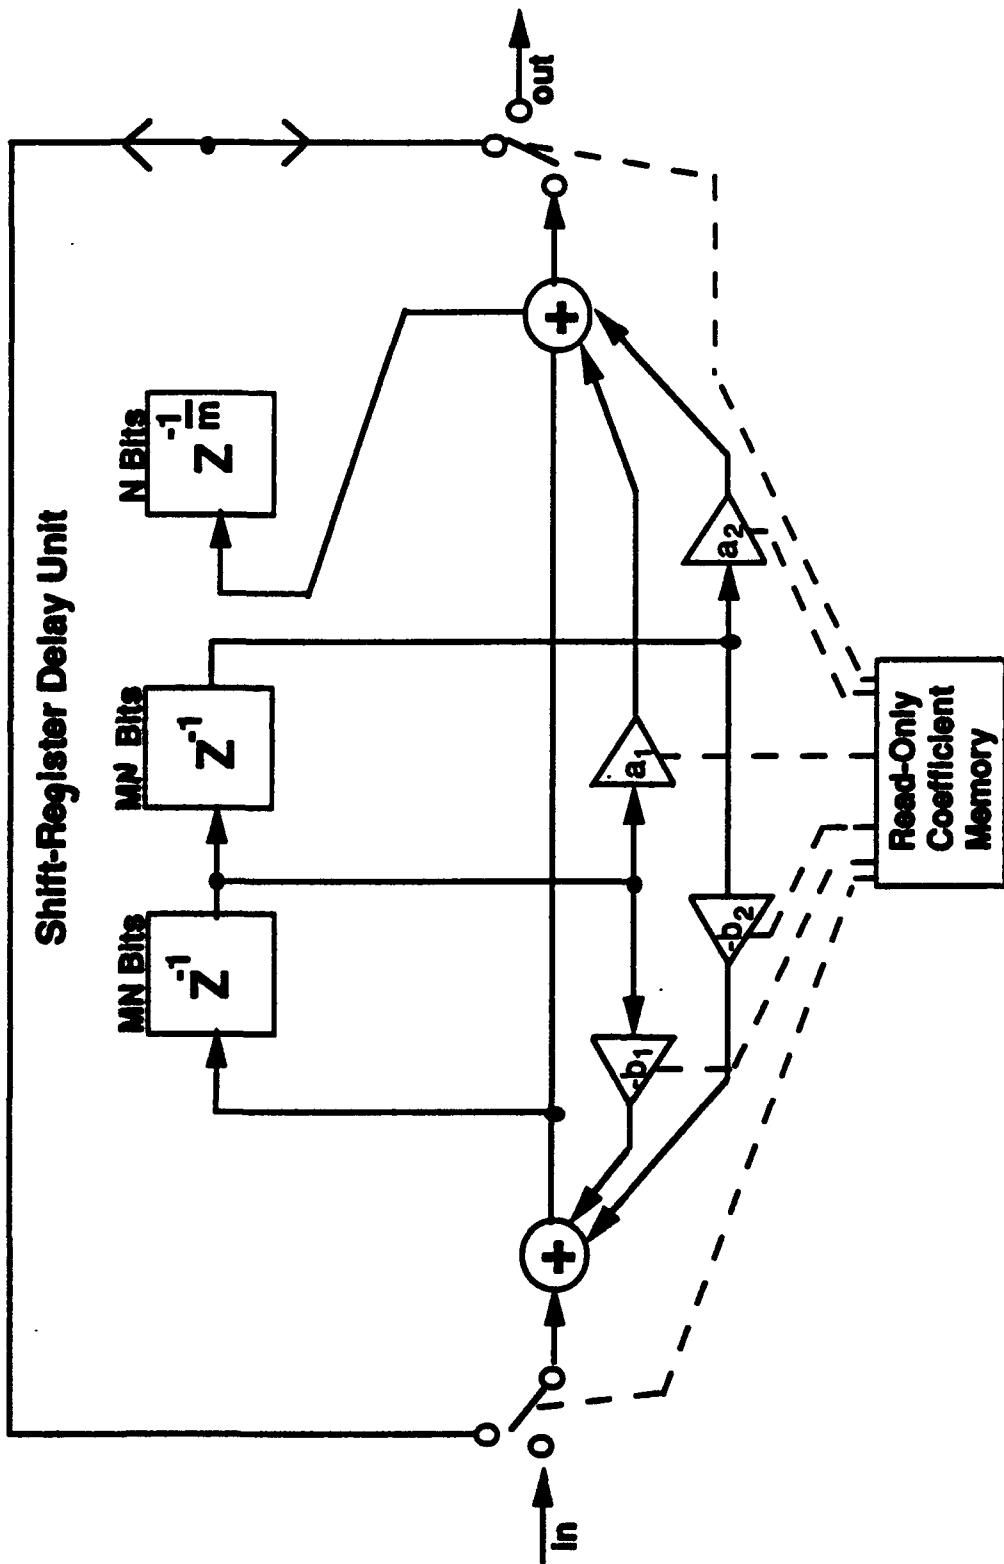 Shift-Register Delay Unit
MN Bits
Z^-1
MN Bits
Z^-1
N Bits
Z^-1/m
In
+
-b1
-b2
a1
a2
+
out
Read-Only
Coefficient
Memory